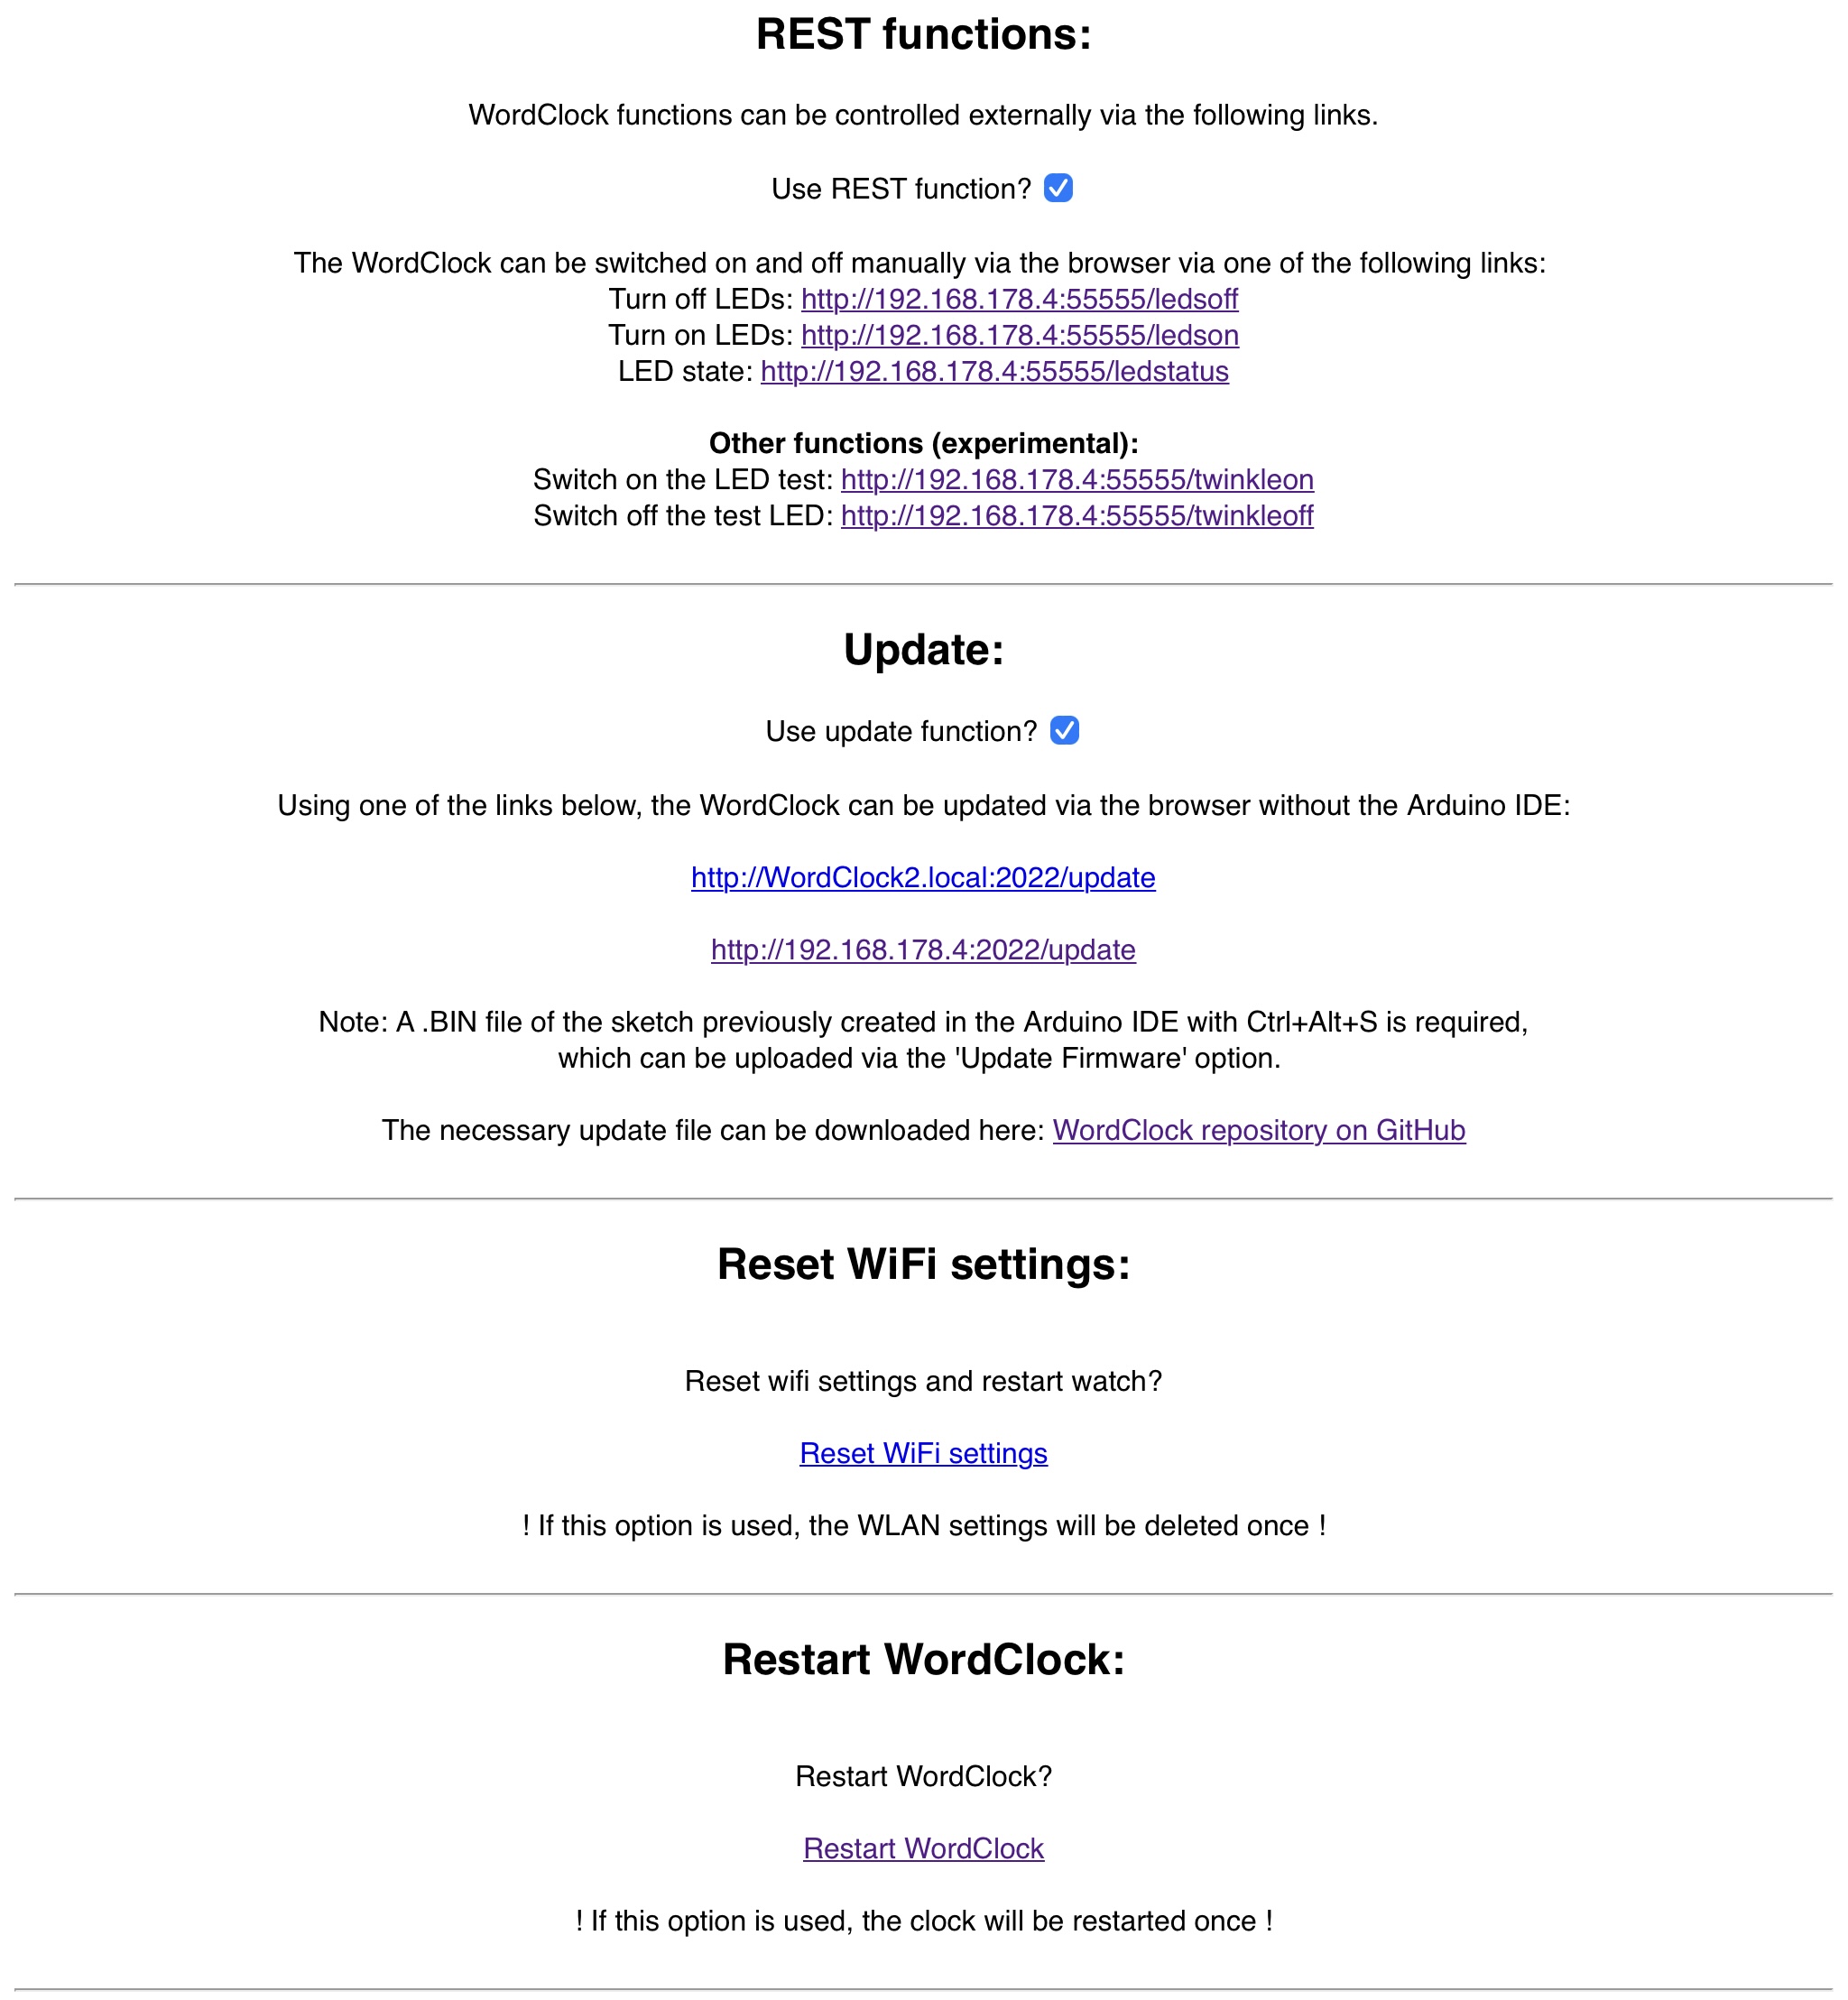 REST functions:
WordClock functions can be controlled externally via the following links.
Use REST function?
The WordClock can be switched on and off manually via the browser via one of the following links:
Turn off LEDs: http://192.168.178.4:55555/ledsoff
Turn on LEDs: http://192.168.178.4:55555/ledson
LED state: http://192.168.178.4:55555/ledstatus
Other functions (experimental):
Switch on the LED test: http://192.168.178.4:55555/twinkleon
Switch off the test LED: http://192.168.178.4:55555/twinkleoff
Update:
Use update function?
Using one of the links below, the WordClock can be updated via the browser without the Arduino IDE:
http://WordClock2.local:2022/update
http://192.168.178.4:2022/update
Note: A .BIN file of the sketch previously created in the Arduino IDE with Ctrl+Alt+S is required,
which can be uploaded via the 'Update Firmware' option.
The necessary update file can be downloaded here: WordClock repository on GitHub
Reset WiFi settings:
Reset wifi settings and restart watch?
Reset WiFi settings
! If this option is used, the WLAN settings will be deleted once !
Restart WordClock:
Restart WordClock?
Restart WordClock
! If this option is used, the clock will be restarted once !